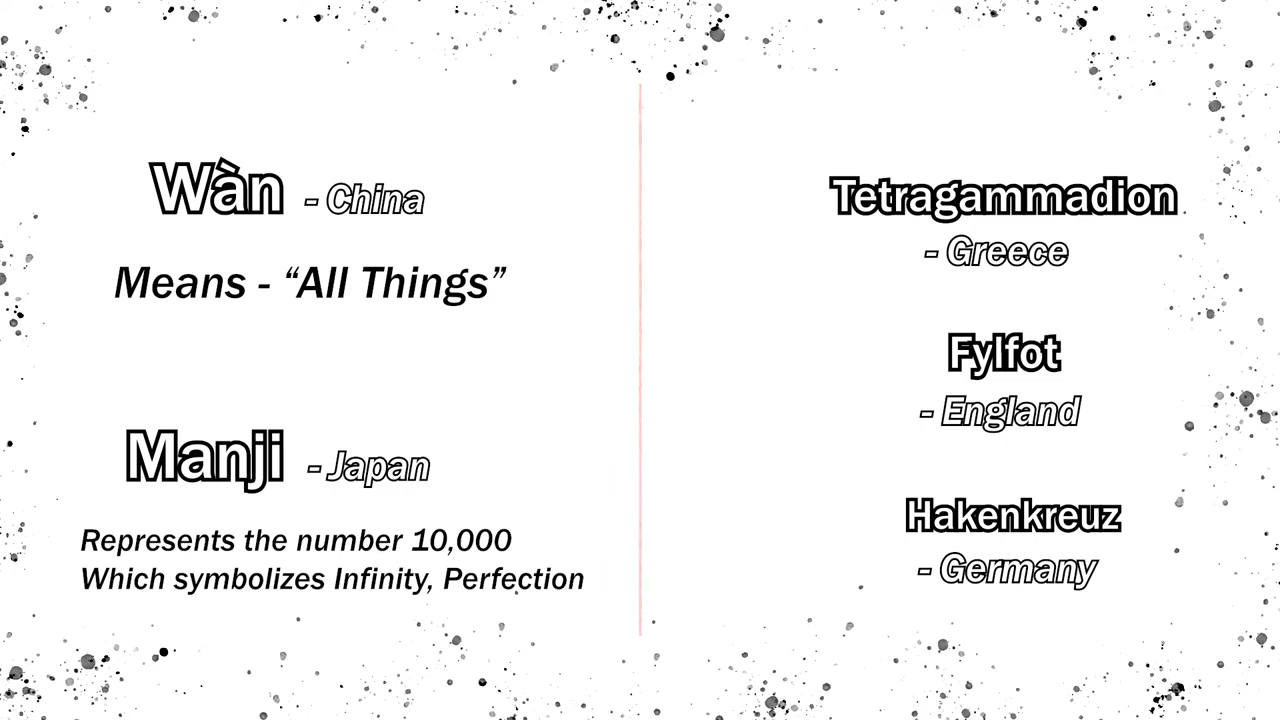 Wàn - China
Means - “All Things”
Manji - Japan
Represents the number 10,000
Which symbolizes Infinity, Perfection
Tetragammadion
- Greece
Fylfot
- England
Hakenkreuz
- Germany